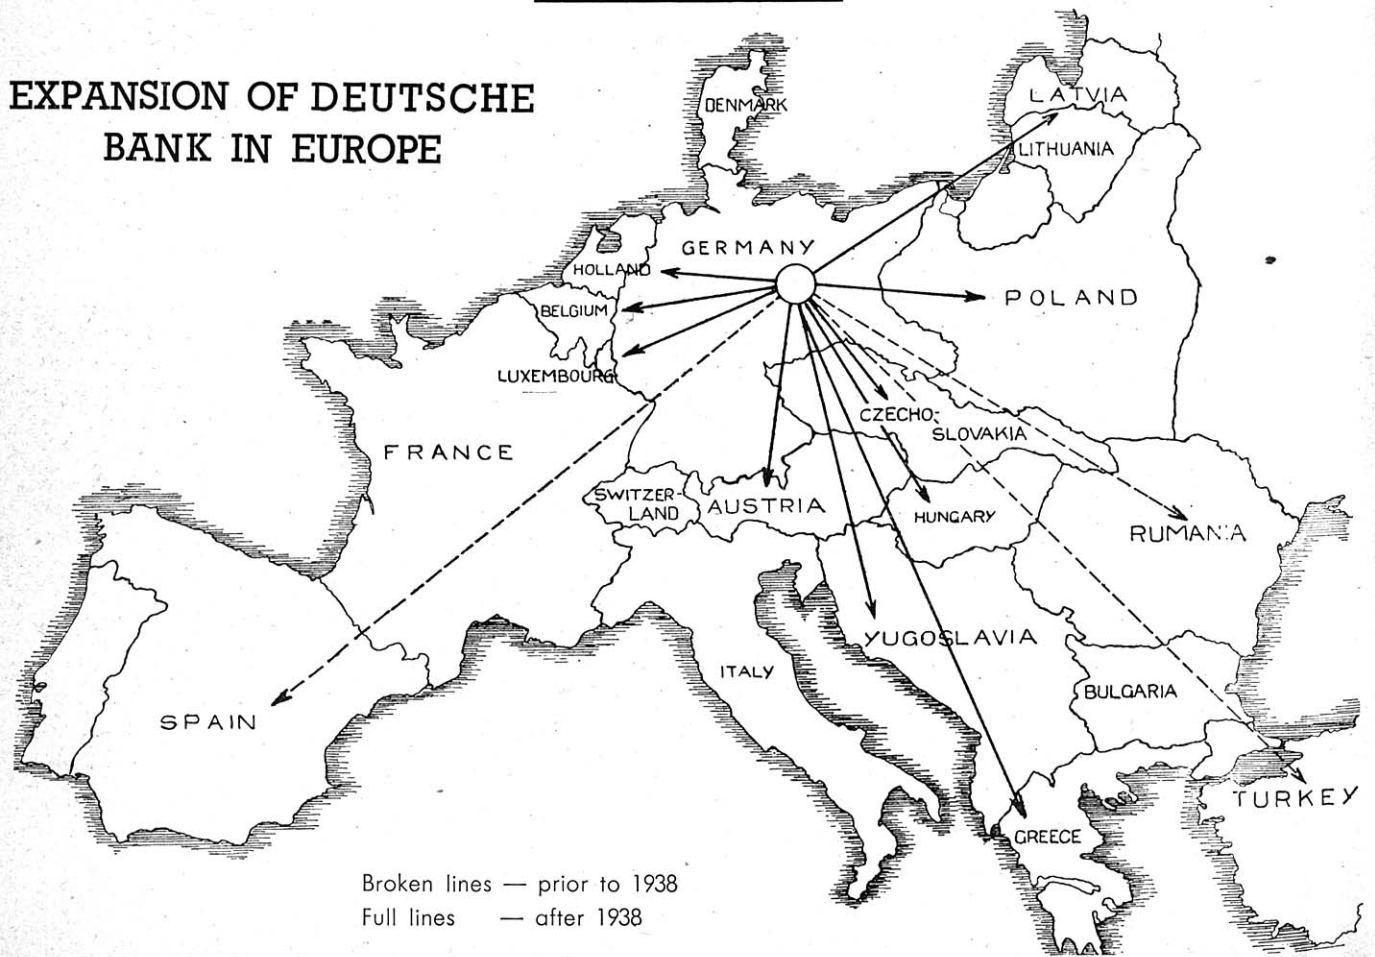 EXPANSION OF DEUTSCHE
BANK IN EUROPE
DENMARK
LATVIA
LITHUANIA
GERMANY
HOLLAND
BELGIUM
LUXEMBOURG
POLAND
FRANCE
CZECHO-
SLOVAKIA
SWITZER-
LAND
AUSTRIA
HUNGARY
RUMANIA
YUGOSLAVIA
ITALY
BULGARIA
SPAIN
TURKEY
GREECE
Broken lines — prior to 1938
Full lines — after 1938